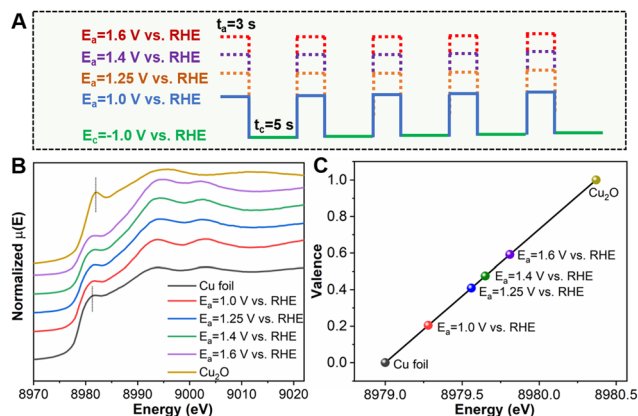 A
tₐ=3 s
Eₐ=1.6 V vs. RHE
Eₐ=1.4 V vs. RHE
Eₐ=1.25 V vs. RHE
Eₐ=1.0 V vs. RHE
t_c=5 s
E_c=-1.0 V vs. RHE
B
Normalized μ(E)
Cu foil
Eₐ=1.0 V vs. RHE
Eₐ=1.25 V vs. RHE
Eₐ=1.4 V vs. RHE
Eₐ=1.6 V vs. RHE
Cu₂O
8970 8980 8990 9000 9010 9020
Energy (eV)
C
Valence
1.0
0.8
0.6
0.4
0.2
0.0
Cu₂O
Eₐ=1.6 V vs. RHE
Eₐ=1.4 V vs. RHE
Eₐ=1.25 V vs. RHE
Eₐ=1.0 V vs. RHE
Cu foil
8979.0 8979.5 8980.0 8980.5
Energy (eV)